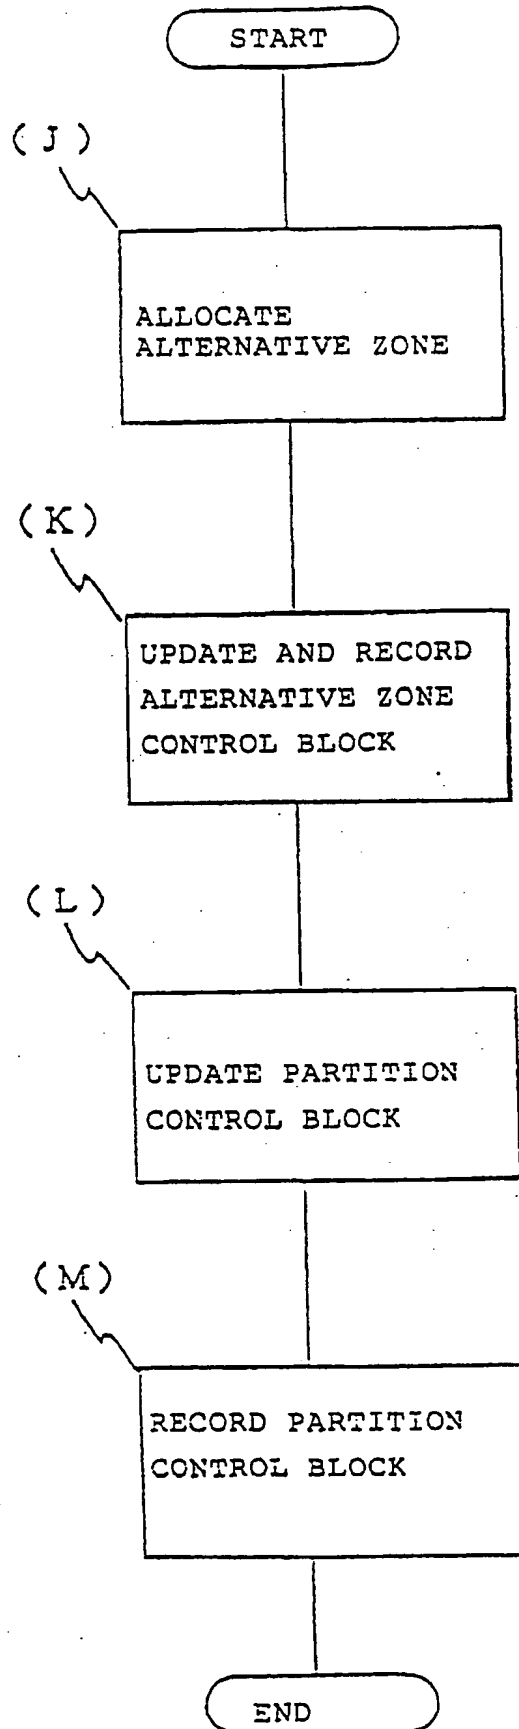 START
(J)
ALLOCATE
ALTERNATIVE ZONE
(K)
UPDATE AND RECORD
ALTERNATIVE ZONE
CONTROL BLOCK
(L)
UPDATE PARTITION
CONTROL BLOCK
(M)
RECORD PARTITION
CONTROL BLOCK
END